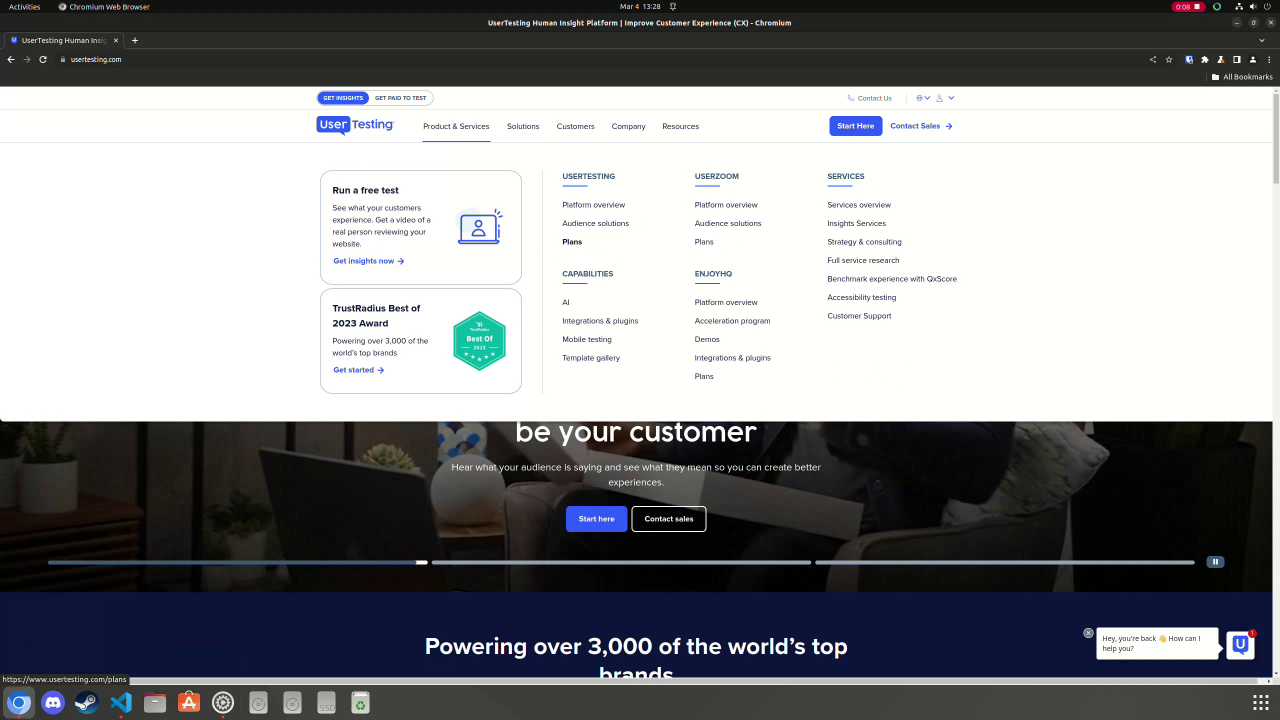 Activities
Chromium Web Browser
Mar 4 13:28
0:08
UserTesting Human Insight Platform | Improve Customer Experience (CX) - Chromium
UserTesting Human Insig
usertesting.com
All Bookmarks
GET INSIGHTS
GET PAID TO TEST
Contact Us
User Testing
Product & Services
Solutions
Customers
Company
Resources
Start Here
Contact Sales
Run a free test
See what your customers
experience. Get a video of a
real person reviewing your
website.
Get insights now
TrustRadius Best of
2023 Award
Powering over 3,000 of the
world's top brands
Get started
TrustRadius
Best Of
2023
USERTESTING
Platform overview
Audience solutions
Plans
CAPABILITIES
AI
Integrations & plugins
Mobile testing
Template gallery
USERZOOM
Platform overview
Audience solutions
Plans
ENJOYHQ
Platform overview
Acceleration program
Demos
Integrations & plugins
Plans
SERVICES
Services overview
Insights Services
Strategy & consulting
Full service research
Benchmark experience with QxScore
Accessibility testing
Customer Support
be your customer
Hear what your audience is saying and see what they mean so you can create better
experiences.
Start here
Contact sales
Powering over 3,000 of the world's top
brands
Hey, you're back 👋 How can I
help you?
1
https://www.usertesting.com/plans
SSD